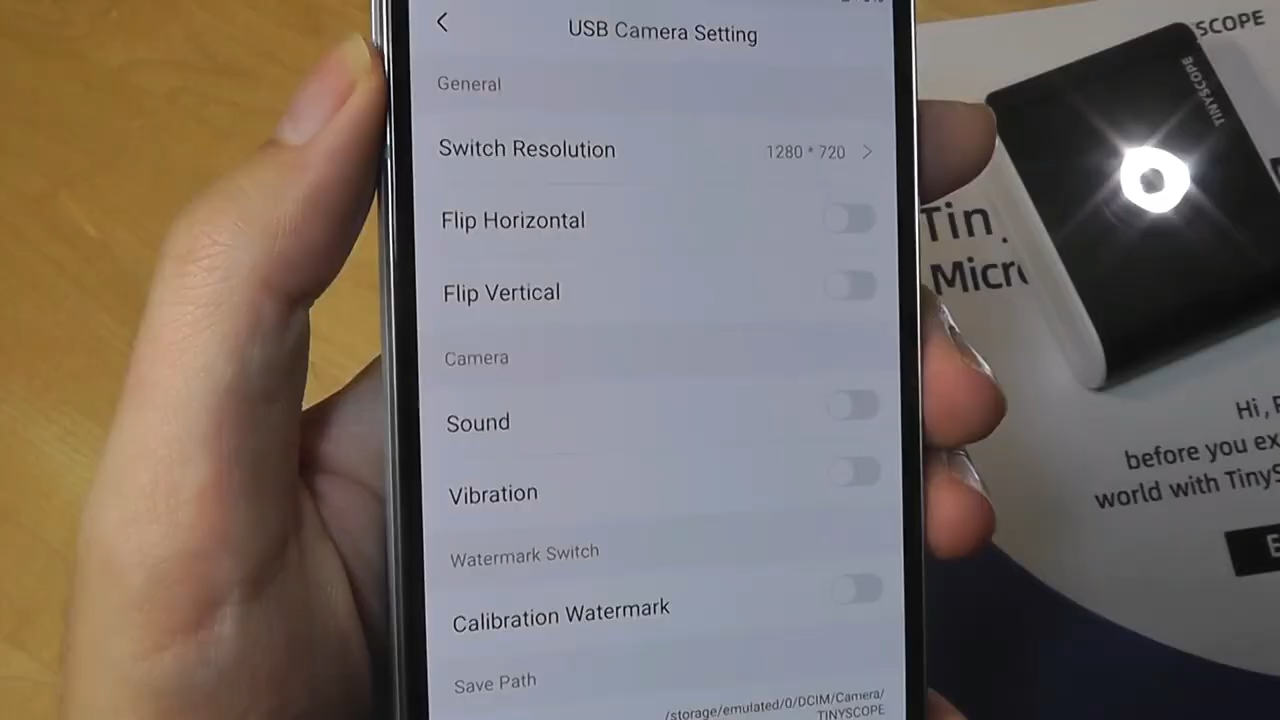 USB Camera Setting
General
Switch Resolution 1280 * 720 >
Flip Horizontal
Flip Vertical
Camera
Sound
Vibration
Watermark Switch
Calibration Watermark
Save Path
/storage/emulated/0/DCIM/Camera/
TINYSCOPE
SCOPE
TINYSCOPE
Tin
Micr
Hi,
before you ex
world with TinyS